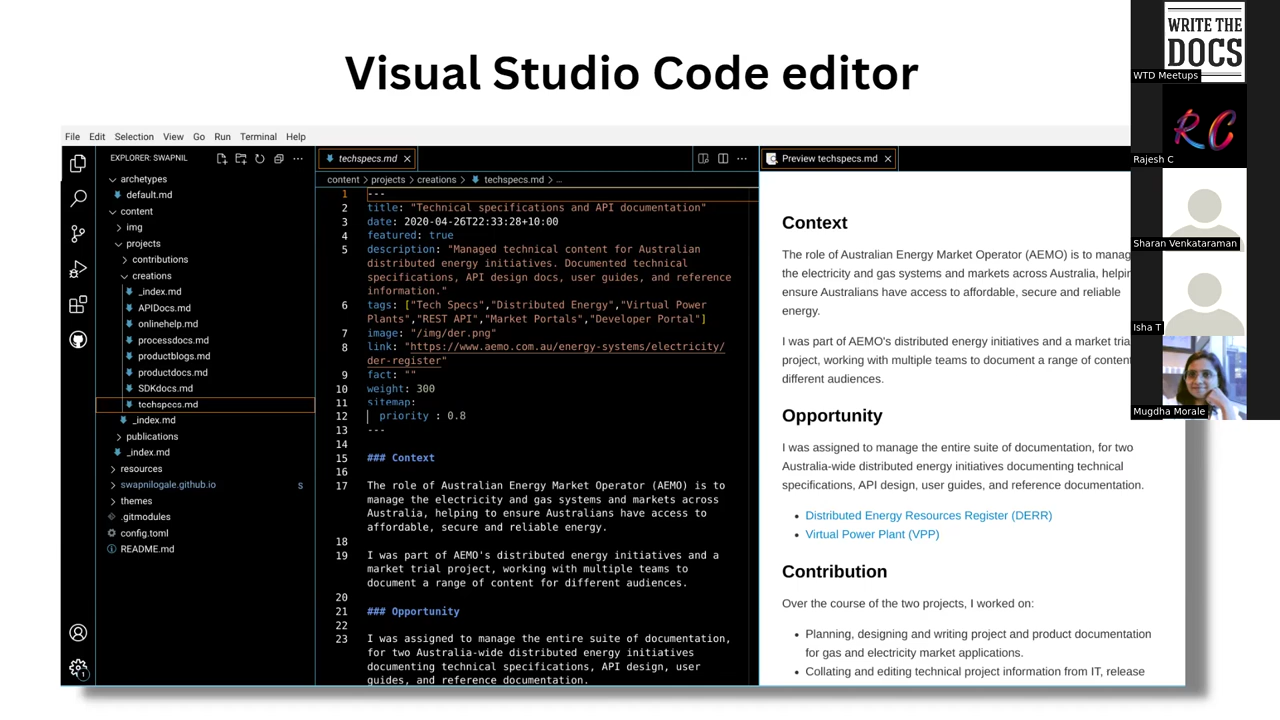 Visual Studio Code editor
File Edit Selection View Go Run Terminal Help
EXPLORER: SWAPNIL
archetypes
default.md
content
img
projects
contributions
creations
_index.md
APIDocs.md
onlinehelp.md
processdocs.md
productblogs.md
productdocs.md
SDKdocs.md
techspecs.md
_index.md
publications
_index.md
resources
swapnilogale.github.io S
themes
.gitmodules
config.toml
README.md
1
techspecs.md
content > projects > creations > techspecs.md > ...
1 ---
2 title: "Technical specifications and API documentation"
3 date: 2020-04-26T22:33:28+10:00
4 featured: true
5 description: "Managed technical content for Australian
distributed energy initiatives. Documented technical
specifications, API design docs, user guides, and reference
information."
6 tags: ["Tech Specs","Distributed Energy","Virtual Power
Plants","REST API","Market Portals","Developer Portal"]
7 image: "/img/der.png"
8 link: "https://www.aemo.com.au/energy-systems/electricity/
der-register"
9 fact: ""
10 weight: 300
11 sitemap:
12 priority : 0.8
13 ---
14
15 ### Context
16
17 The role of Australian Energy Market Operator (AEMO) is to
manage the electricity and gas systems and markets across
Australia, helping to ensure Australians have access to
affordable, secure and reliable energy.
18
19 I was part of AEMO's distributed energy initiatives and a
market trial project, working with multiple teams to
document a range of content for different audiences.
20
21 ### Opportunity
22
23 I was assigned to manage the entire suite of documentation,
for two Australia-wide distributed energy initiatives
documenting technical specifications, API design, user
guides, and reference documentation.
Preview techspecs.md
Context
The role of Australian Energy Market Operator (AEMO) is to manag
the electricity and gas systems and markets across Australia, helpin
ensure Australians have access to affordable, secure and reliable
energy.
I was part of AEMO's distributed energy initiatives and a market tria
project, working with multiple teams to document a range of content
different audiences.
Opportunity
I was assigned to manage the entire suite of documentation, for two
Australia-wide distributed energy initiatives documenting technical
specifications, API design, user guides, and reference documentation.
• Distributed Energy Resources Register (DERR)
• Virtual Power Plant (VPP)
Contribution
Over the course of the two projects, I worked on:
• Planning, designing and writing project and product documentation
for gas and electricity market applications.
• Collating and editing technical project information from IT, release
WRITE THE
DOCS
WTD Meetups
RC
Rajesh C
Sharan Venkataraman
Isha T
Mugdha Morale